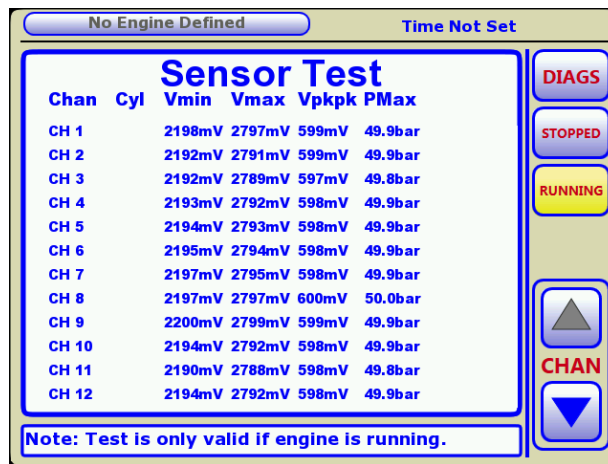 No Engine Defined Time Not Set
Sensor Test
Chan Cyl Vmin Vmax Vpkpk PMax
CH 1 2198mV 2797mV 599mV 49.9bar
CH 2 2192mV 2791mV 599mV 49.9bar
CH 3 2192mV 2789mV 597mV 49.8bar
CH 4 2193mV 2792mV 598mV 49.9bar
CH 5 2194mV 2793mV 598mV 49.9bar
CH 6 2195mV 2794mV 598mV 49.9bar
CH 7 2197mV 2795mV 598mV 49.9bar
CH 8 2197mV 2797mV 600mV 50.0bar
CH 9 2200mV 2799mV 599mV 49.9bar
CH 10 2194mV 2792mV 598mV 49.9bar
CH 11 2190mV 2788mV 598mV 49.8bar
CH 12 2194mV 2792mV 598mV 49.9bar
Note: Test is only valid if engine is running.
DIAGS
STOPPED
RUNNING
CHAN